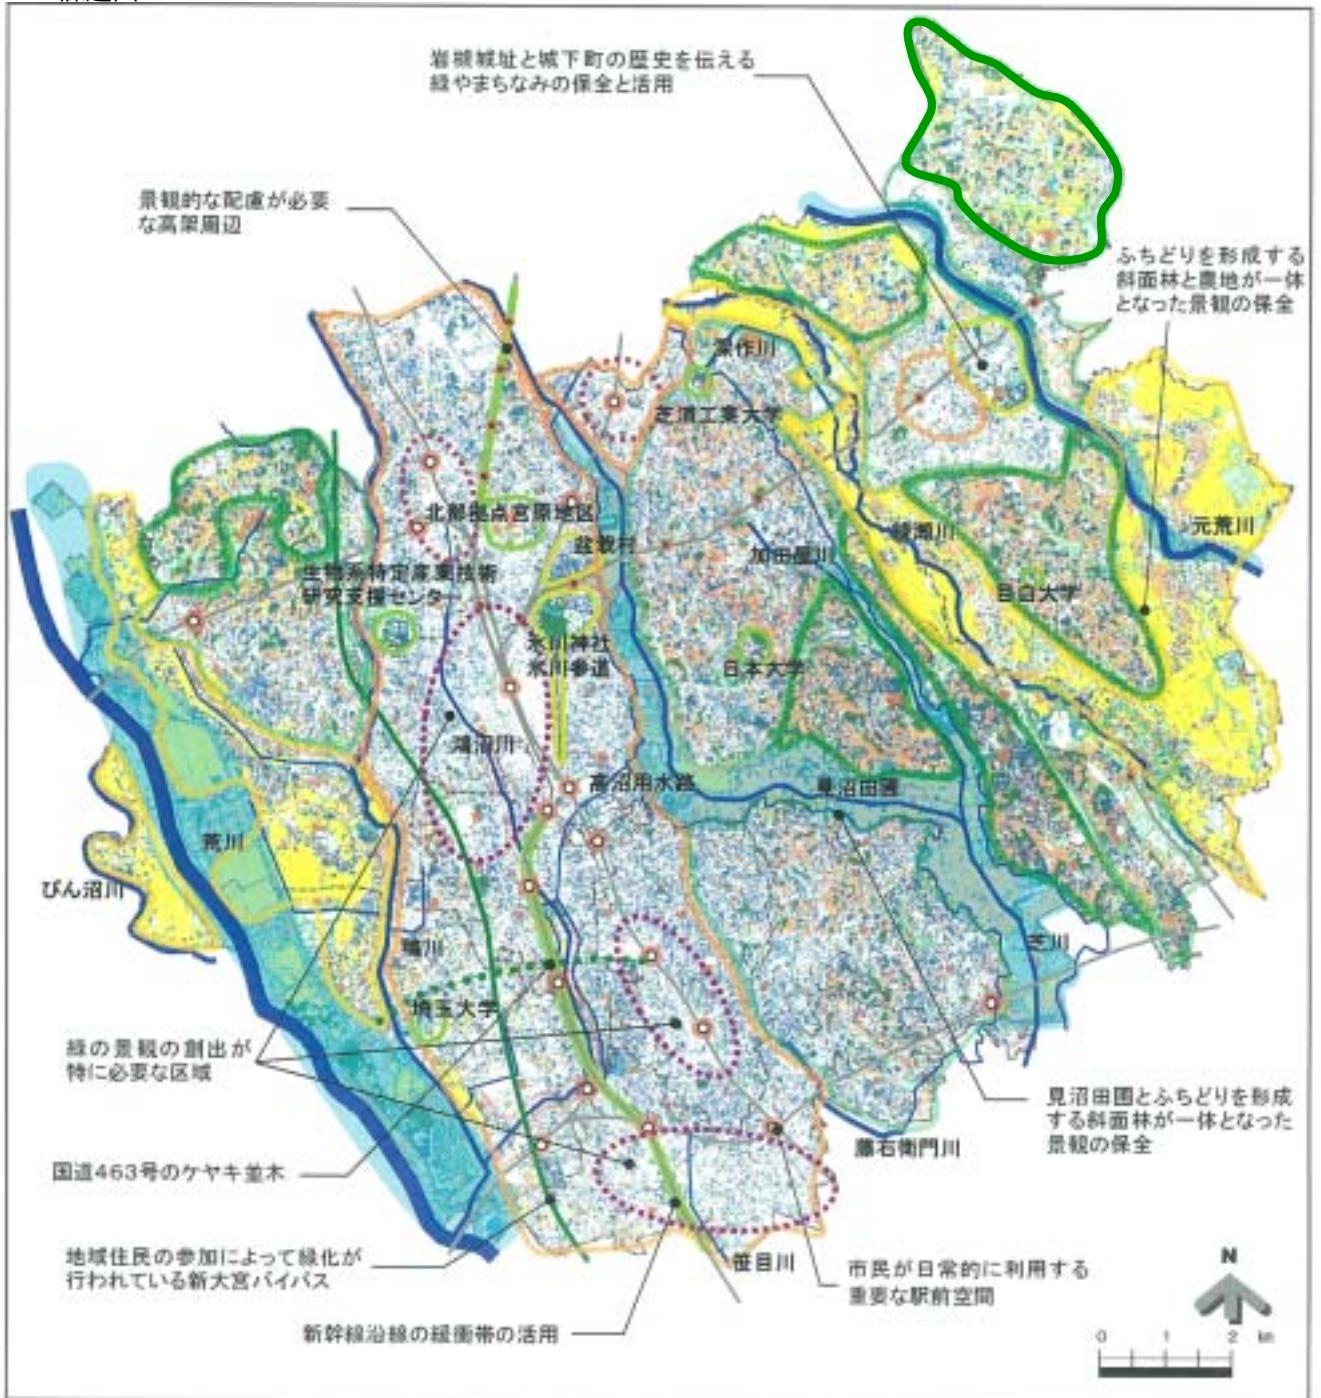 岩槻城址と城下町の歴史を伝える
緑やまちなみの保全と活用
景観的な配慮が必要
な高架周辺
ふちどりを形成する
斜面林と農地が一体
となった景観の保全
深作川
芝浦工業大学
北部拠点宮原地区
盆栽村
加田屋川
綾瀬川
元荒川
生物系特定産業技術
研究支援センター
目白大学
氷川神社
氷川参道
日本大学
鴻沼川
高沼用水路
見沼田圃
荒川
びん沼川
鴨川
芝川
埼玉大学
緑の景観の創出が
特に必要な区域
見沼田圃とふちどりを形成
する斜面林が一体となった
景観の保全
藤右衛門川
国道463号のケヤキ並木
地域住民の参加によって緑化が
行われている新大宮バイパス
笹目川
市民が日常的に利用する
重要な駅前空間
新幹線沿線の緩衝帯の活用
N
0 1 2 km